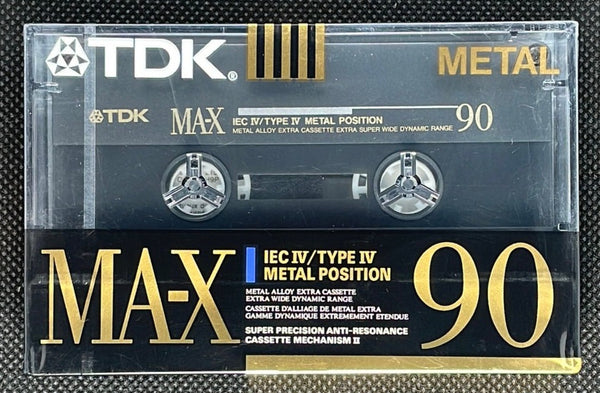 TDK®
METAL
TDK MA-X IEC IV/TYPE IV METAL POSITION 90
METAL ALLOY EXTRA CASSETTE EXTRA SUPER WIDE DYNAMIC RANGE
MA-X 90
IEC IV/TYPE IV
METAL POSITION
METAL ALLOY EXTRA CASSETTE
EXTRA WIDE DYNAMIC RANGE
CASSETTE D'ALLIAGE DE METAL EXTRA
GAMME DYNAMIQUE EXTREMEMENT ÉTENDUE
SUPER PRECISION ANTI-RESONANCE
CASSETTE MECHANISM II